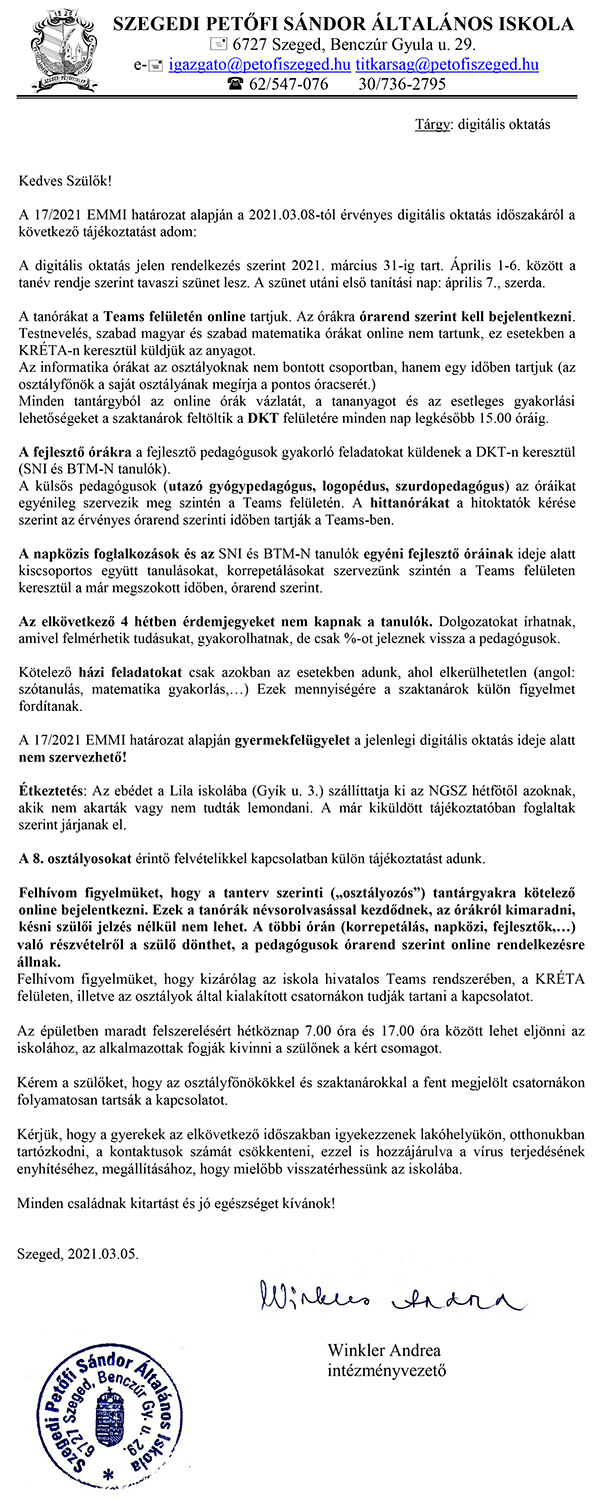 SZEGEDI PETŐFI SÁNDOR ÁLTALÁNOS ISKOLA
6727 Szeged, Benczúr Gyula u. 29.
e- igazgato@petofiszeged.hu titkarsag@petofiszeged.hu
☎ 62/547-076 30/736-2795
Tárgy: digitális oktatás
Kedves Szülők!
A 17/2021 EMMI határozat alapján a 2021.03.08-tól érvényes digitális oktatás időszakáról a
következő tájékoztatást adom:
A digitális oktatás jelen rendelkezés szerint 2021. március 31-ig tart. Április 1-6. között a
tanév rendje szerint tavaszi szünet lesz. A szünet utáni első tanítási nap: április 7., szerda.
A tanórákat a Teams felületén online tartjuk. Az órákra órarend szerint kell bejelentkezni.
Testnevelés, szabad magyar és szabad matematika órákat online nem tartunk, ez esetekben a
KRÉTA-n keresztül küldjük az anyagot.
Az informatika órákat az osztályoknak nem bontott csoportban, hanem egy időben tartjuk (az
osztályfőnök a saját osztályának megírja a pontos óracserét.)
Minden tantárgyból az online órák vázlatát, a tananyagot és az esetleges gyakorlási
lehetőségeket a szaktanárok feltöltik a DKT felületére minden nap legkésőbb 15.00 óráig.
A fejlesztő órákra a fejlesztő pedagógusok gyakorló feladatokat küldenek a DKT-n keresztül
(SNI és BTM-N tanulók).
A külsős pedagógusok (utazó gyógypedagógus, logopédus, szurdopedagógus) az óráikat
egyénileg szervezik meg szintén a Teams felületén. A hittanórákat a hitoktatók kérése
szerint az érvényes órarend szerinti időben tartják a Teams-ben.
A napközis foglalkozások és az SNI és BTM-N tanulók egyéni fejlesztő óráinak ideje alatt
kiscsoportos együtt tanulásokat, korrepetálásokat szervezünk szintén a Teams felületen
keresztül a már megszokott időben, órarend szerint.
Az elkövetkező 4 hétben érdemjegyeket nem kapnak a tanulók. Dolgozatokat írhatnak,
amivel felmérhetik tudásukat, gyakorolhatnak, de csak %-ot jeleznek vissza a pedagógusok.
Kötelező házi feladatokat csak azokban az esetekben adunk, ahol elkerülhetetlen (angol:
szótanulás, matematika gyakorlás,…) Ezek mennyiségére a szaktanárok külön figyelmet
fordítanak.
A 17/2021 EMMI határozat alapján gyermekfelügyelet a jelenlegi digitális oktatás ideje alatt
nem szervezhető!
Étkeztetés: Az ebédet a Lila iskolába (Gyík u. 3.) szállíttatja ki az NGSZ hétfőtől azoknak,
akik nem akarták vagy nem tudták lemondani. A már kiküldött tájékoztatóban foglaltak
szerint járjanak el.
A 8. osztályosokat érintő felvételikkel kapcsolatban külön tájékoztatást adunk.
Felhívom figyelmüket, hogy a tanterv szerinti („osztályozós”) tantárgyakra kötelező
online bejelentkezni. Ezek a tanórák névsorolvasással kezdődnek, az órákról kimaradni,
késni szülői jelzés nélkül nem lehet. A többi órán (korrepetálás, napközi, fejlesztők,…)
való részvételről a szülő dönthet, a pedagógusok órarend szerint online rendelkezésre
állnak.
Felhívom figyelmüket, hogy kizárólag az iskola hivatalos Teams rendszerében, a KRÉTA
felületen, illetve az osztályok által kialakított csatornákon tudják tartani a kapcsolatot.
Az épületben maradt felszerelésért hétköznap 7.00 óra és 17.00 óra között lehet eljönni az
iskolához, az alkalmazottak fogják kivinni a szülőnek a kért csomagot.
Kérem a szülőket, hogy az osztályfőnökökkel és szaktanárokkal a fent megjelölt csatornákon
folyamatosan tartsák a kapcsolatot.
Kérjük, hogy a gyerekek az elkövetkező időszakban igyekezzenek lakóhelyükön, otthonukban
tartózkodni, a kontaktusok számát csökkenteni, ezzel is hozzájárulva a vírus terjedésének
enyhítéséhez, megállításához, hogy mielőbb visszatérhessünk az iskolába.
Minden családnak kitartást és jó egészséget kívánok!
Szeged, 2021.03.05.
Winkler Andrea
Winkler Andrea
intézményvezető
Szegedi Petőfi Sándor Általános Iskola
6727 Szeged, Benczúr Gy. u. 29.
*